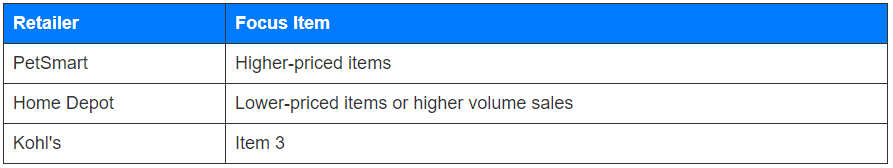 Retailer Focus Item
PetSmart Higher-priced items
Home Depot Lower-priced items or higher volume sales
Kohl's Item 3